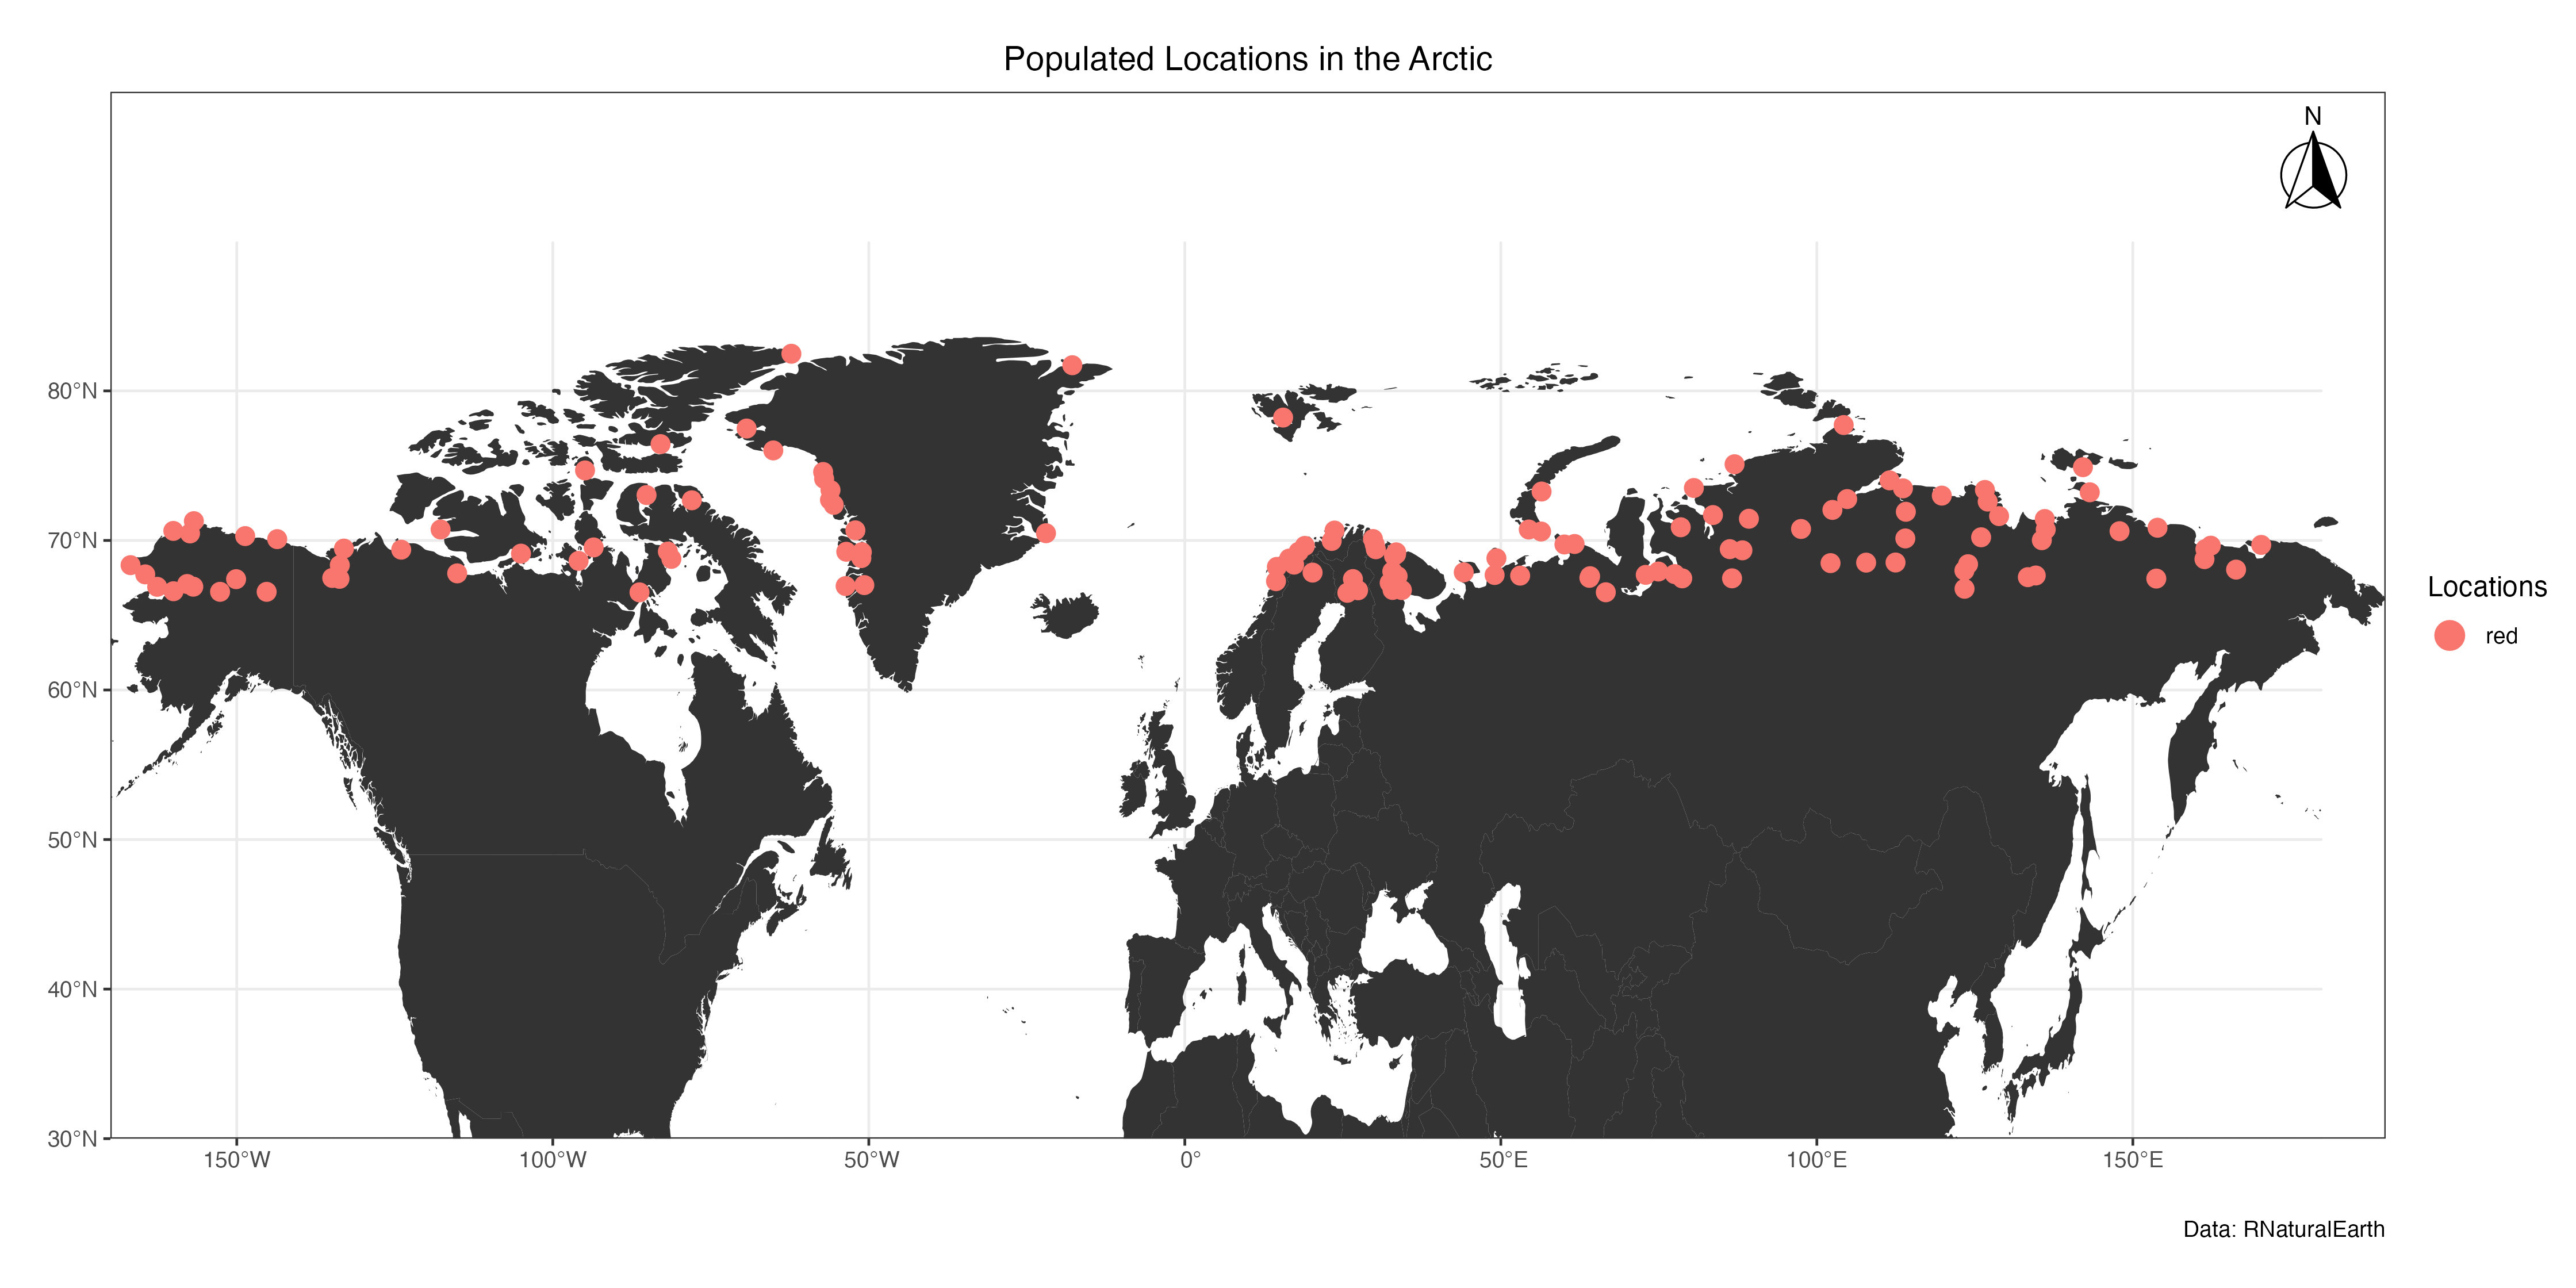 Populated Locations in the Arctic
N
80°N
70°N
60°N
50°N
40°N
30°N
150°W
100°W
50°W
0°
50°E
100°E
150°E
Locations
red
Data: RNaturalEarth